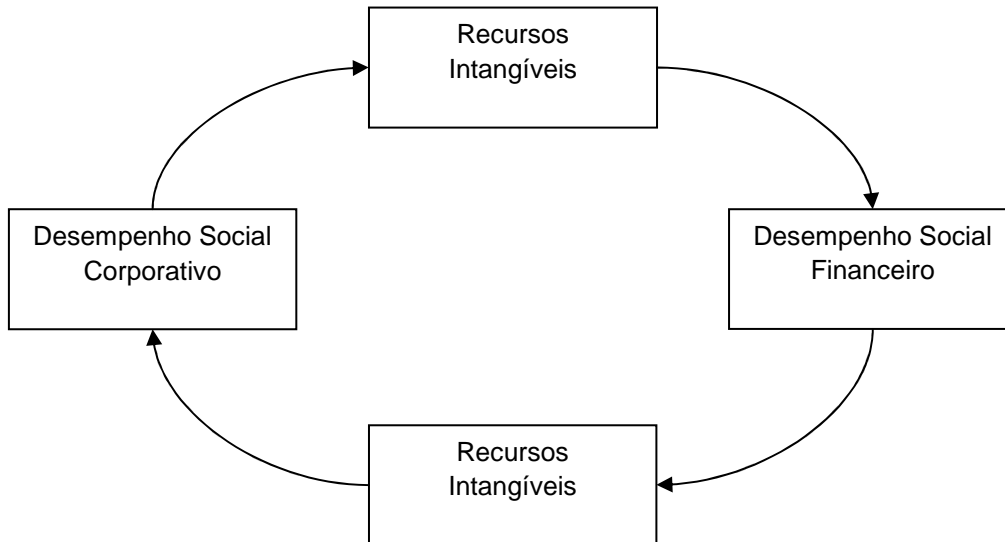 Recursos
Intangíveis
Desempenho Social
Corporativo
Desempenho Social
Financeiro
Recursos
Intangíveis